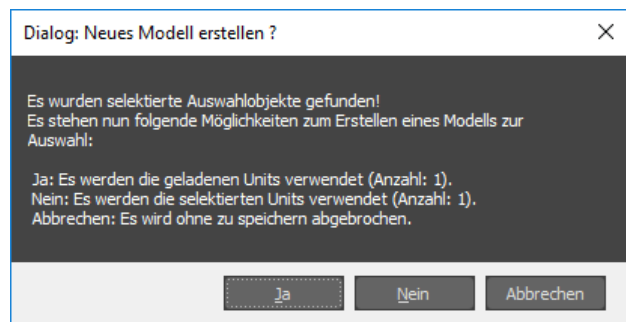 Dialog: Neues Modell erstellen ?
Es wurden selektierte Auswahlobjekte gefunden!
Es stehen nun folgende Möglichkeiten zum Erstellen eines Modells zur
Auswahl:
Ja: Es werden die geladenen Units verwendet (Anzahl: 1).
Nein: Es werden die selektierten Units verwendet (Anzahl: 1).
Abbrechen: Es wird ohne zu speichern abgebrochen.
Ja Nein Abbrechen